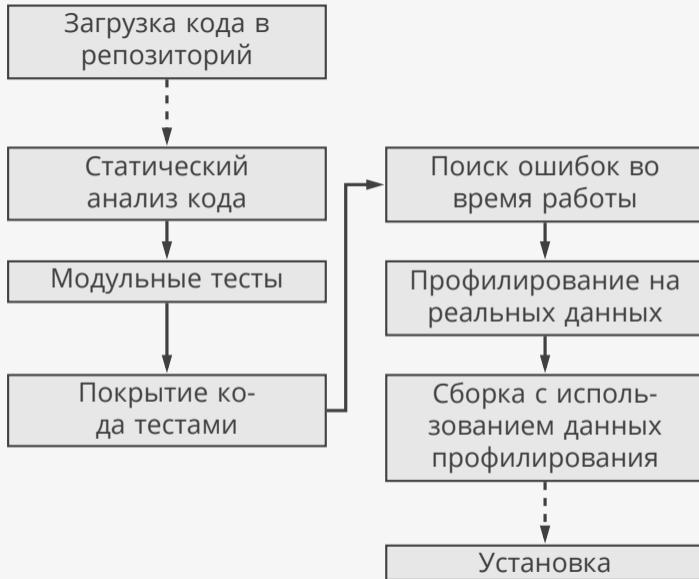 Загрузка кода в
репозиторий
Статический
анализ кода
Модульные тесты
Покрытие ко-
да тестами
Поиск ошибок во
время работы
Профилирование на
реальных данных
Сборка с исполь-
зованием данных
профилирования
Установка